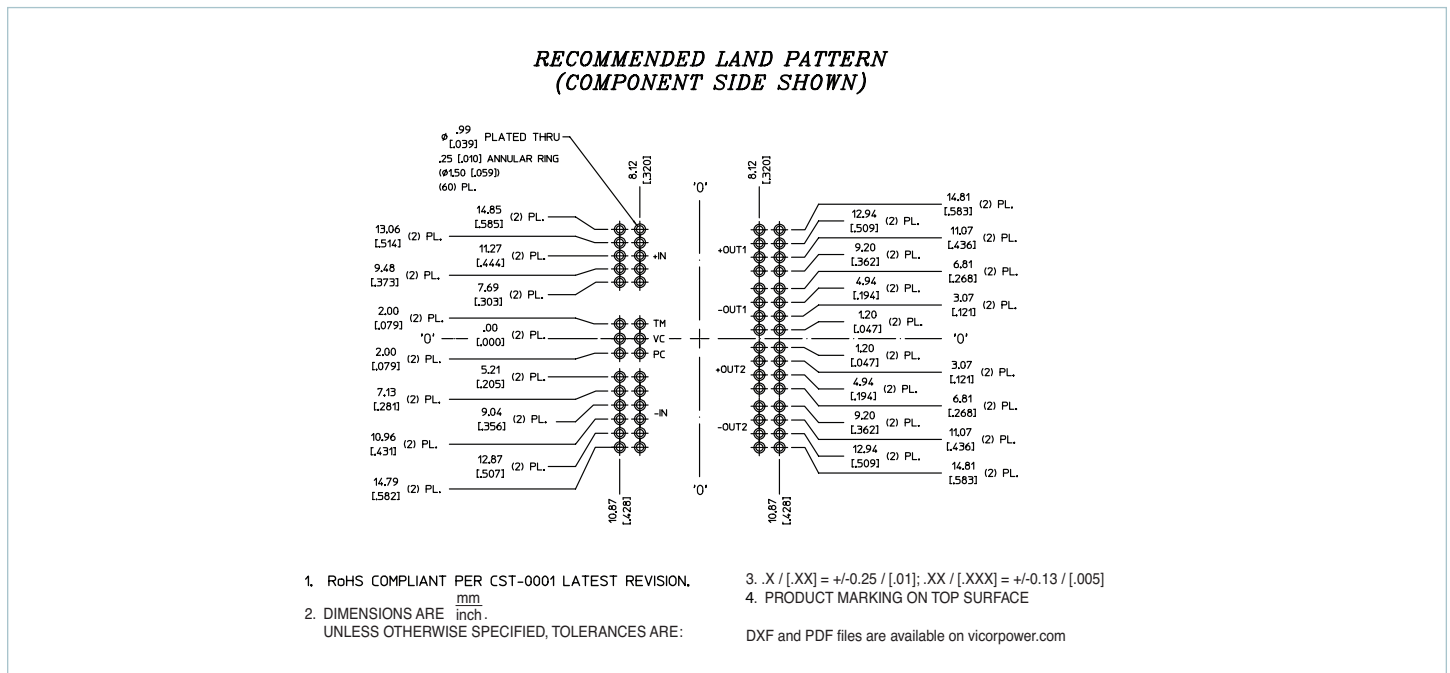 RECOMMENDED LAND PATTERN
(COMPONENT SIDE SHOWN)
ø .99
[.039] PLATED THRU
.25 [.010] ANNULAR RING
(ø1.50 [.059])
(60) PL.
8.12
[.320]
'0'
8.12
[.320]
14.85
[.585] (2) PL.
13.06
[.514] (2) PL.
11.27
[.444] (2) PL.
9.48
[.373] (2) PL.
7.69
[.303] (2) PL.
2.00
[.079] (2) PL.
'0'
.00
[.000] (2) PL.
2.00
[.079] (2) PL.
5.21
[.205] (2) PL.
7.13
[.281] (2) PL.
9.04
[.356] (2) PL.
10.96
[.431] (2) PL.
12.87
[.507] (2) PL.
14.79
[.582] (2) PL.
+IN
TM
VC
PC
-IN
10.87
[.428]
'0'
+OUT1
-OUT1
+OUT2
-OUT2
10.87
[.428]
14.81
[.583] (2) PL.
12.94
[.509] (2) PL.
11.07
[.436] (2) PL.
9.20
[.362] (2) PL.
6.81
[.268] (2) PL.
4.94
[.194] (2) PL.
3.07
[.121] (2) PL.
1.20
[.047] (2) PL.
'0'
1.20
[.047] (2) PL.
3.07
[.121] (2) PL.
4.94
[.194] (2) PL.
6.81
[.268] (2) PL.
9.20
[.362] (2) PL.
11.07
[.436] (2) PL.
12.94
[.509] (2) PL.
14.81
[.583] (2) PL.
1. RoHS COMPLIANT PER CST-0001 LATEST REVISION.
2. DIMENSIONS ARE mm
inch.
UNLESS OTHERWISE SPECIFIED, TOLERANCES ARE:
3. .X / [.XX] = +/-0.25 / [.01]; .XX / [.XXX] = +/-0.13 / [.005]
4. PRODUCT MARKING ON TOP SURFACE
DXF and PDF files are available on vicorpower.com